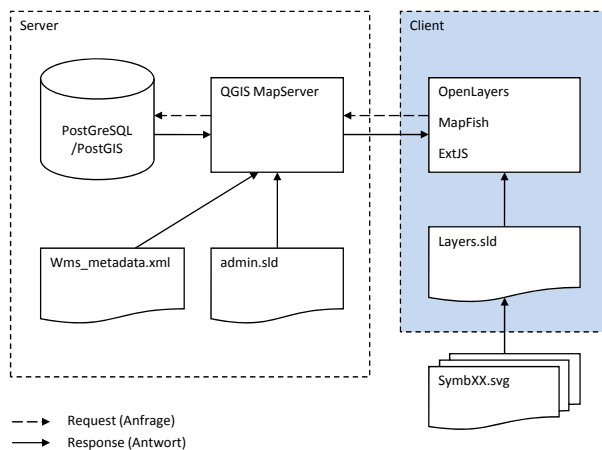 Server
Client
PostGreSQL
/PostGIS
QGIS MapServer
OpenLayers
MapFish
ExtJS
Wms_metadata.xml
admin.sld
Layers.sld
SymbXX.svg
Request (Anfrage)
Response (Antwort)